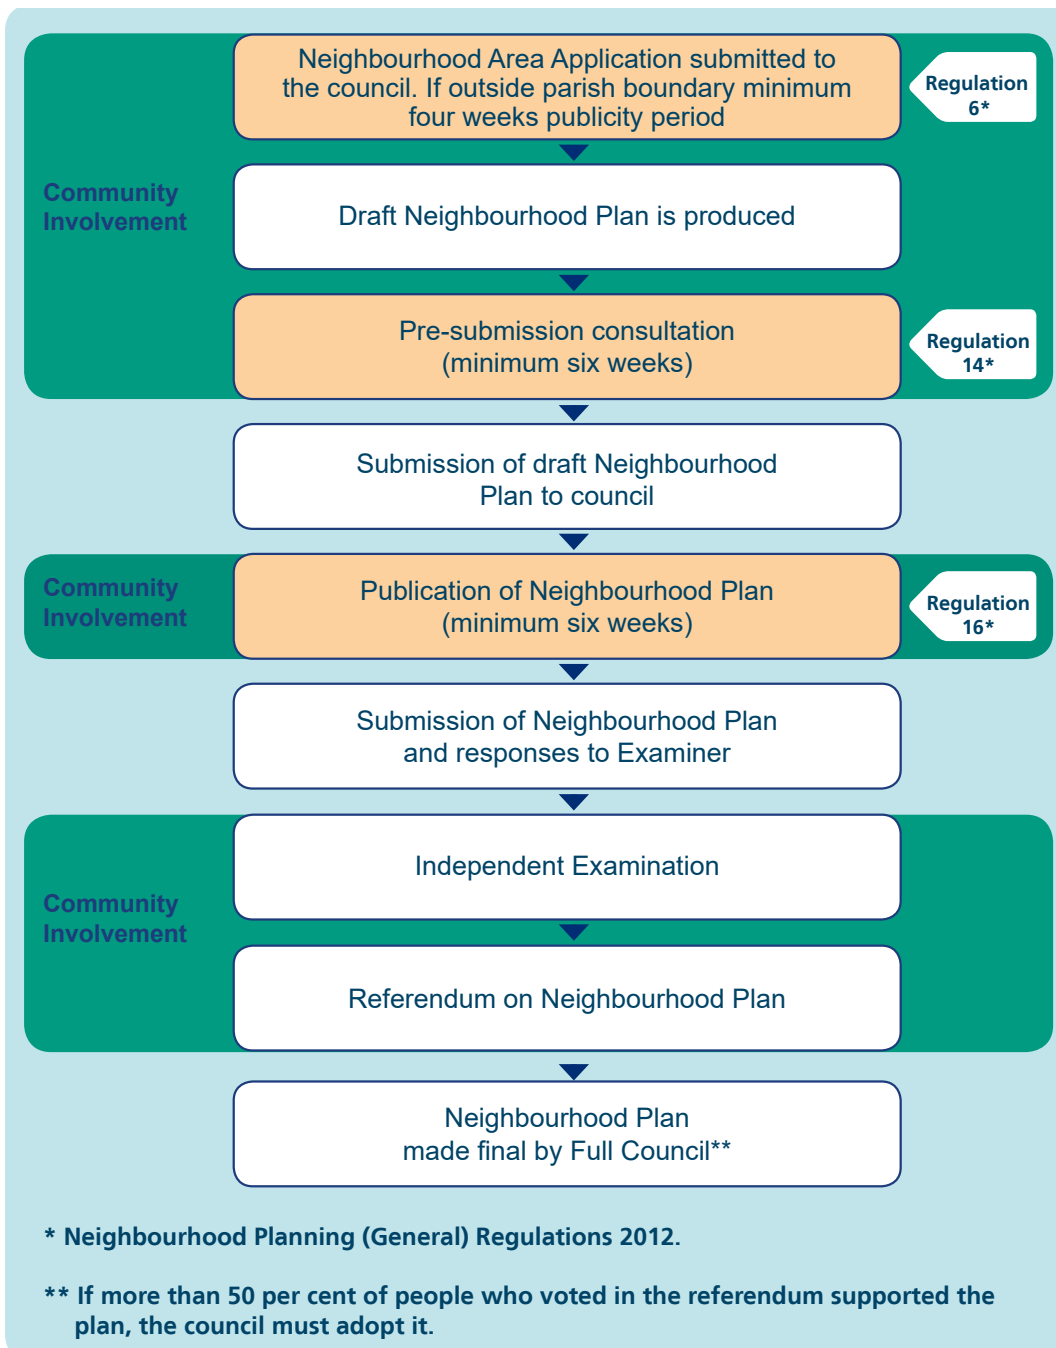 Neighbourhood Area Application submitted to
the council. If outside parish boundary minimum
four weeks publicity period
Regulation
6*
Community
Involvement
Draft Neighbourhood Plan is produced
Pre-submission consultation
(minimum six weeks)
Regulation
14*
Submission of draft Neighbourhood
Plan to council
Community
Involvement
Publication of Neighbourhood Plan
(minimum six weeks)
Regulation
16*
Submission of Neighbourhood Plan
and responses to Examiner
Independent Examination
Community
Involvement
Referendum on Neighbourhood Plan
Neighbourhood Plan
made final by Full Council**
* Neighbourhood Planning (General) Regulations 2012.
** If more than 50 per cent of people who voted in the referendum supported the
plan, the council must adopt it.